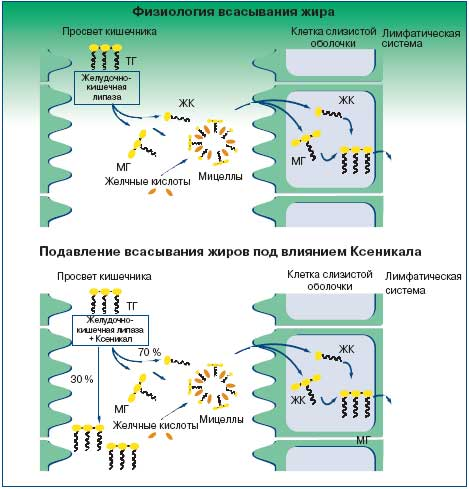 Физиология всасывания жира
Просвет кишечника
Клетка слизистой
оболочки
Лимфатическая
система
ТГ
Желудочно-
кишечная
липаза
ЖК
ЖК
МГ
МГ
Желчные кислоты
Мицеллы
Подавление всасывания жиров под влиянием Ксеникала
Просвет кишечника
Клетка слизистой
оболочки
Лимфатическая
система
ТГ
Желудочно-
кишечная липаза
+ Ксеникал
70 %
30 %
ЖК
ЖК
МГ
Желчные кислоты
Мицеллы
МГ